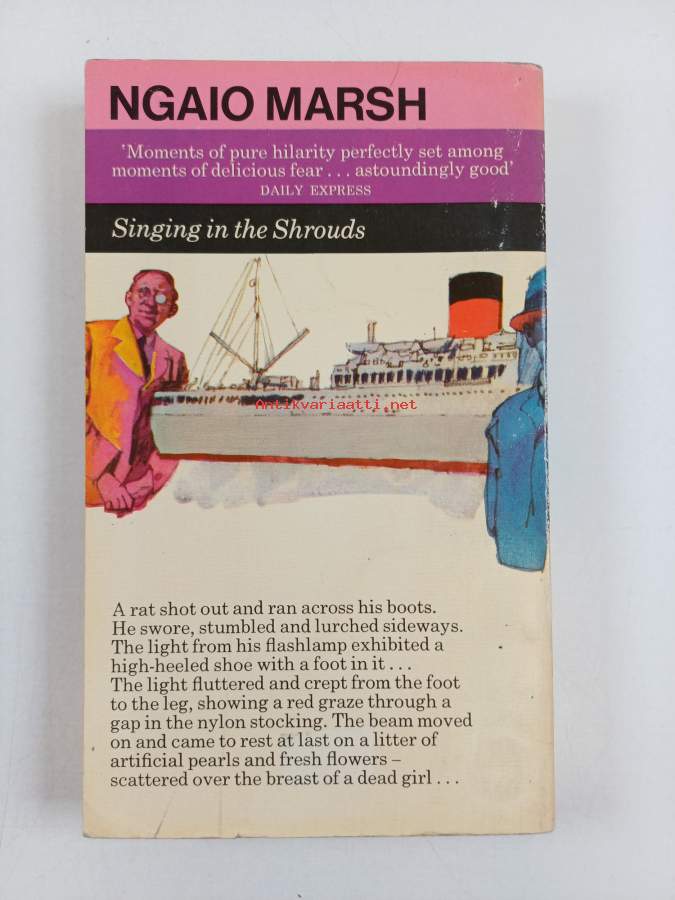 NGAIO MARSH
'Moments of pure hilarity perfectly set among
moments of delicious fear . . . astoundingly good'
DAILY EXPRESS
Singing in the Shrouds
Antikvariaatti.net
A rat shot out and ran across his boots.
He swore, stumbled and lurched sideways.
The light from his flashlamp exhibited a
high-heeled shoe with a foot in it . . .
The light fluttered and crept from the foot
to the leg, showing a red graze through a
gap in the nylon stocking. The beam moved
on and came to rest at last on a litter of
artificial pearls and fresh flowers –
scattered over the breast of a dead girl . . .